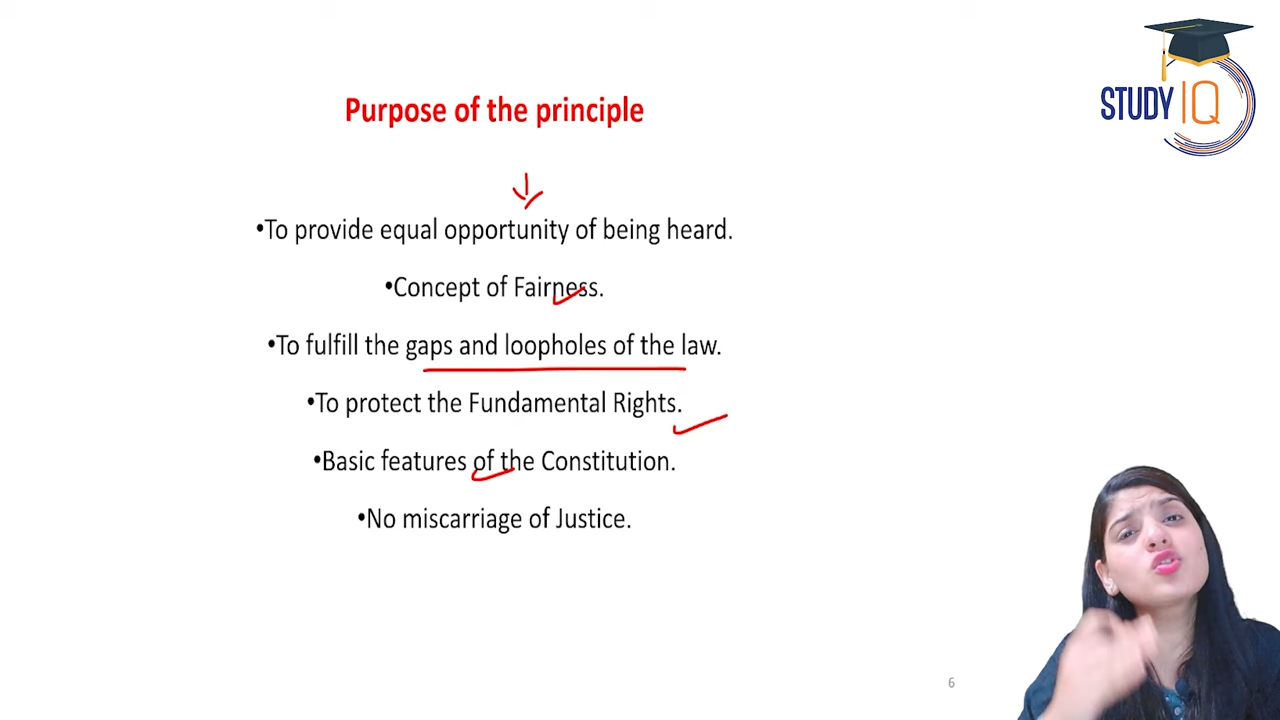 STUDY IQ
Purpose of the principle
•To provide equal opportunity of being heard.
•Concept of Fairness.
•To fulfill the gaps and loopholes of the law.
•To protect the Fundamental Rights.
•Basic features of the Constitution.
•No miscarriage of Justice.
6